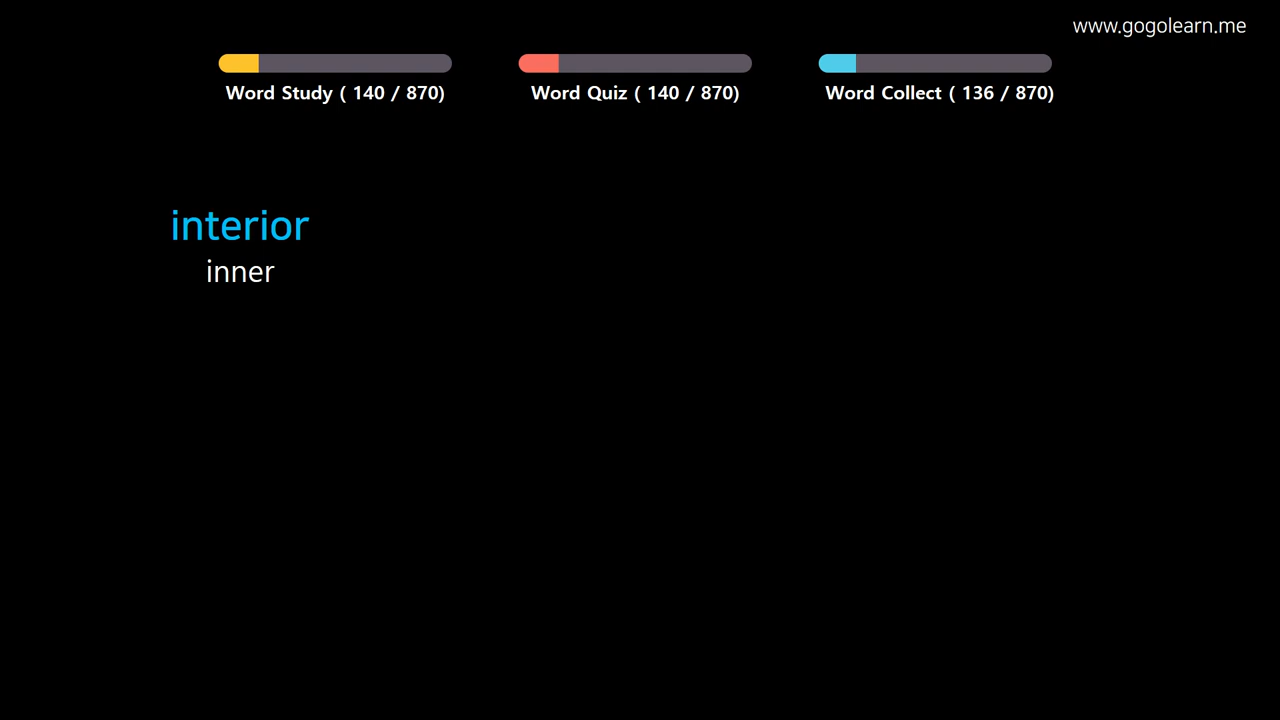 www.gogolearn.me
Word Study ( 140 / 870)
Word Quiz ( 140 / 870)
Word Collect ( 136 / 870)
interior
inner